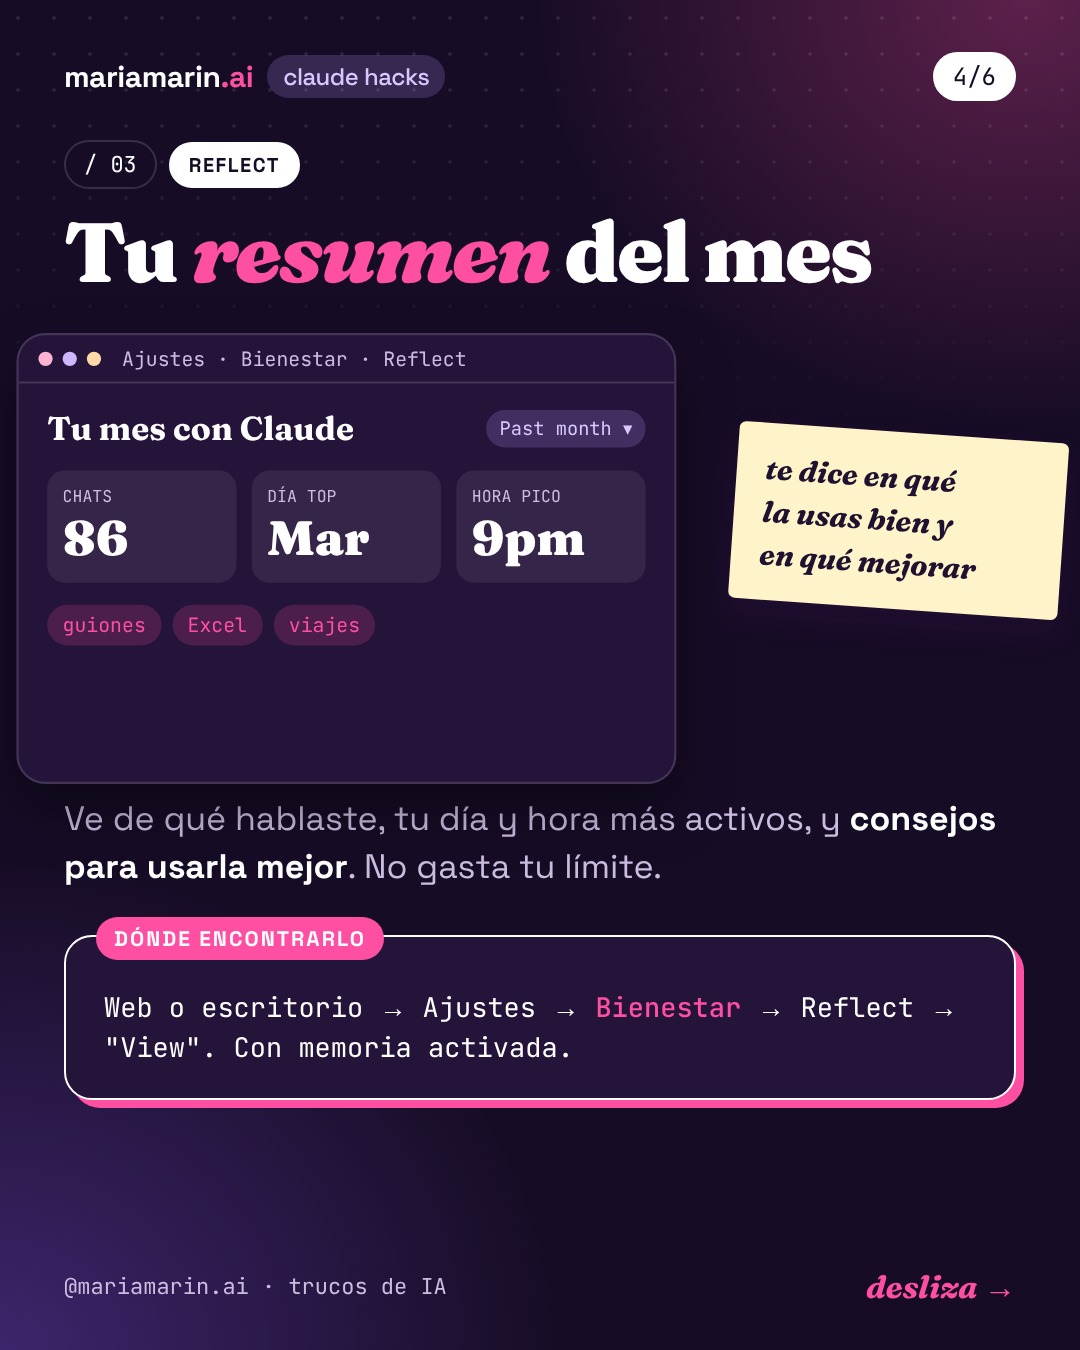 mariamarin.ai claude hacks 4/6
/ 03 REFLECT
Tu resumen del mes
Ajustes · Bienestar · Reflect
Tu mes con Claude Past month ▼
CHATS DÍA TOP HORA PICO
86 Mar 9pm
guiones Excel viajes
te dice en qué
la usas bien y
en qué mejorar
Ve de qué hablaste, tu día y hora más activos, y consejos
para usarla mejor. No gasta tu límite.
DÓNDE ENCONTRARLO
Web o escritorio → Ajustes → Bienestar → Reflect →
"View". Con memoria activada.
@mariamarin.ai · trucos de IA desliza →